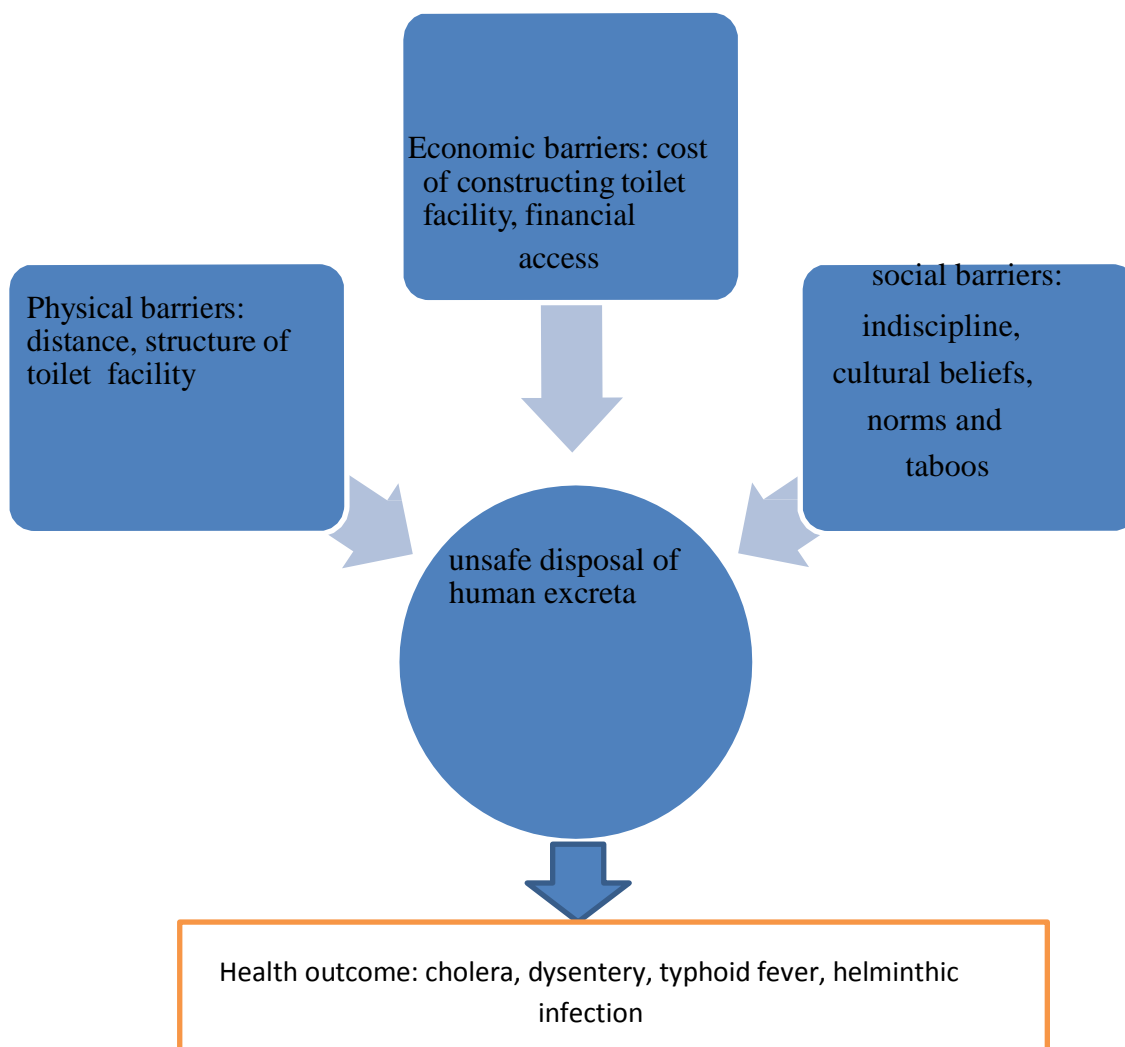 Economic barriers: cost
of constructing toilet
facility, financial
access
Physical barriers:
distance, structure of
toilet facility
social barriers:
indiscipline,
cultural beliefs,
norms and
taboos
unsafe disposal of
human excreta
Health outcome: cholera, dysentery, typhoid fever, helminthic
infection